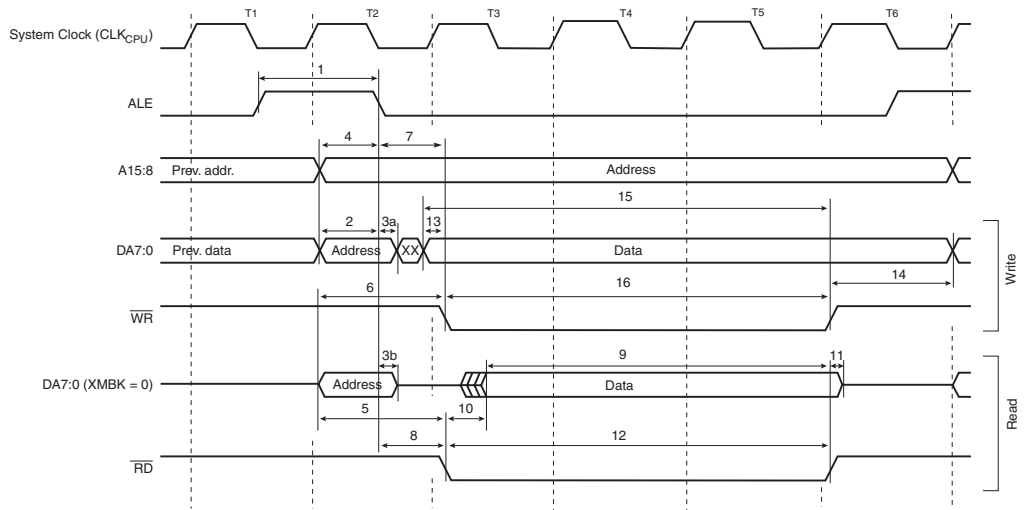 T1 T2 T3 T4 T5 T6
System Clock (CLKCPU)
1
ALE
4 7
A15:8 Prev. addr. Address
15
2 3a 13
DA7:0 Prev. data Address XX Data
6 16 14
WR
Write
3b 9 11
DA7:0 (XMBK = 0) Address Data
5 10
8 12
RD
Read